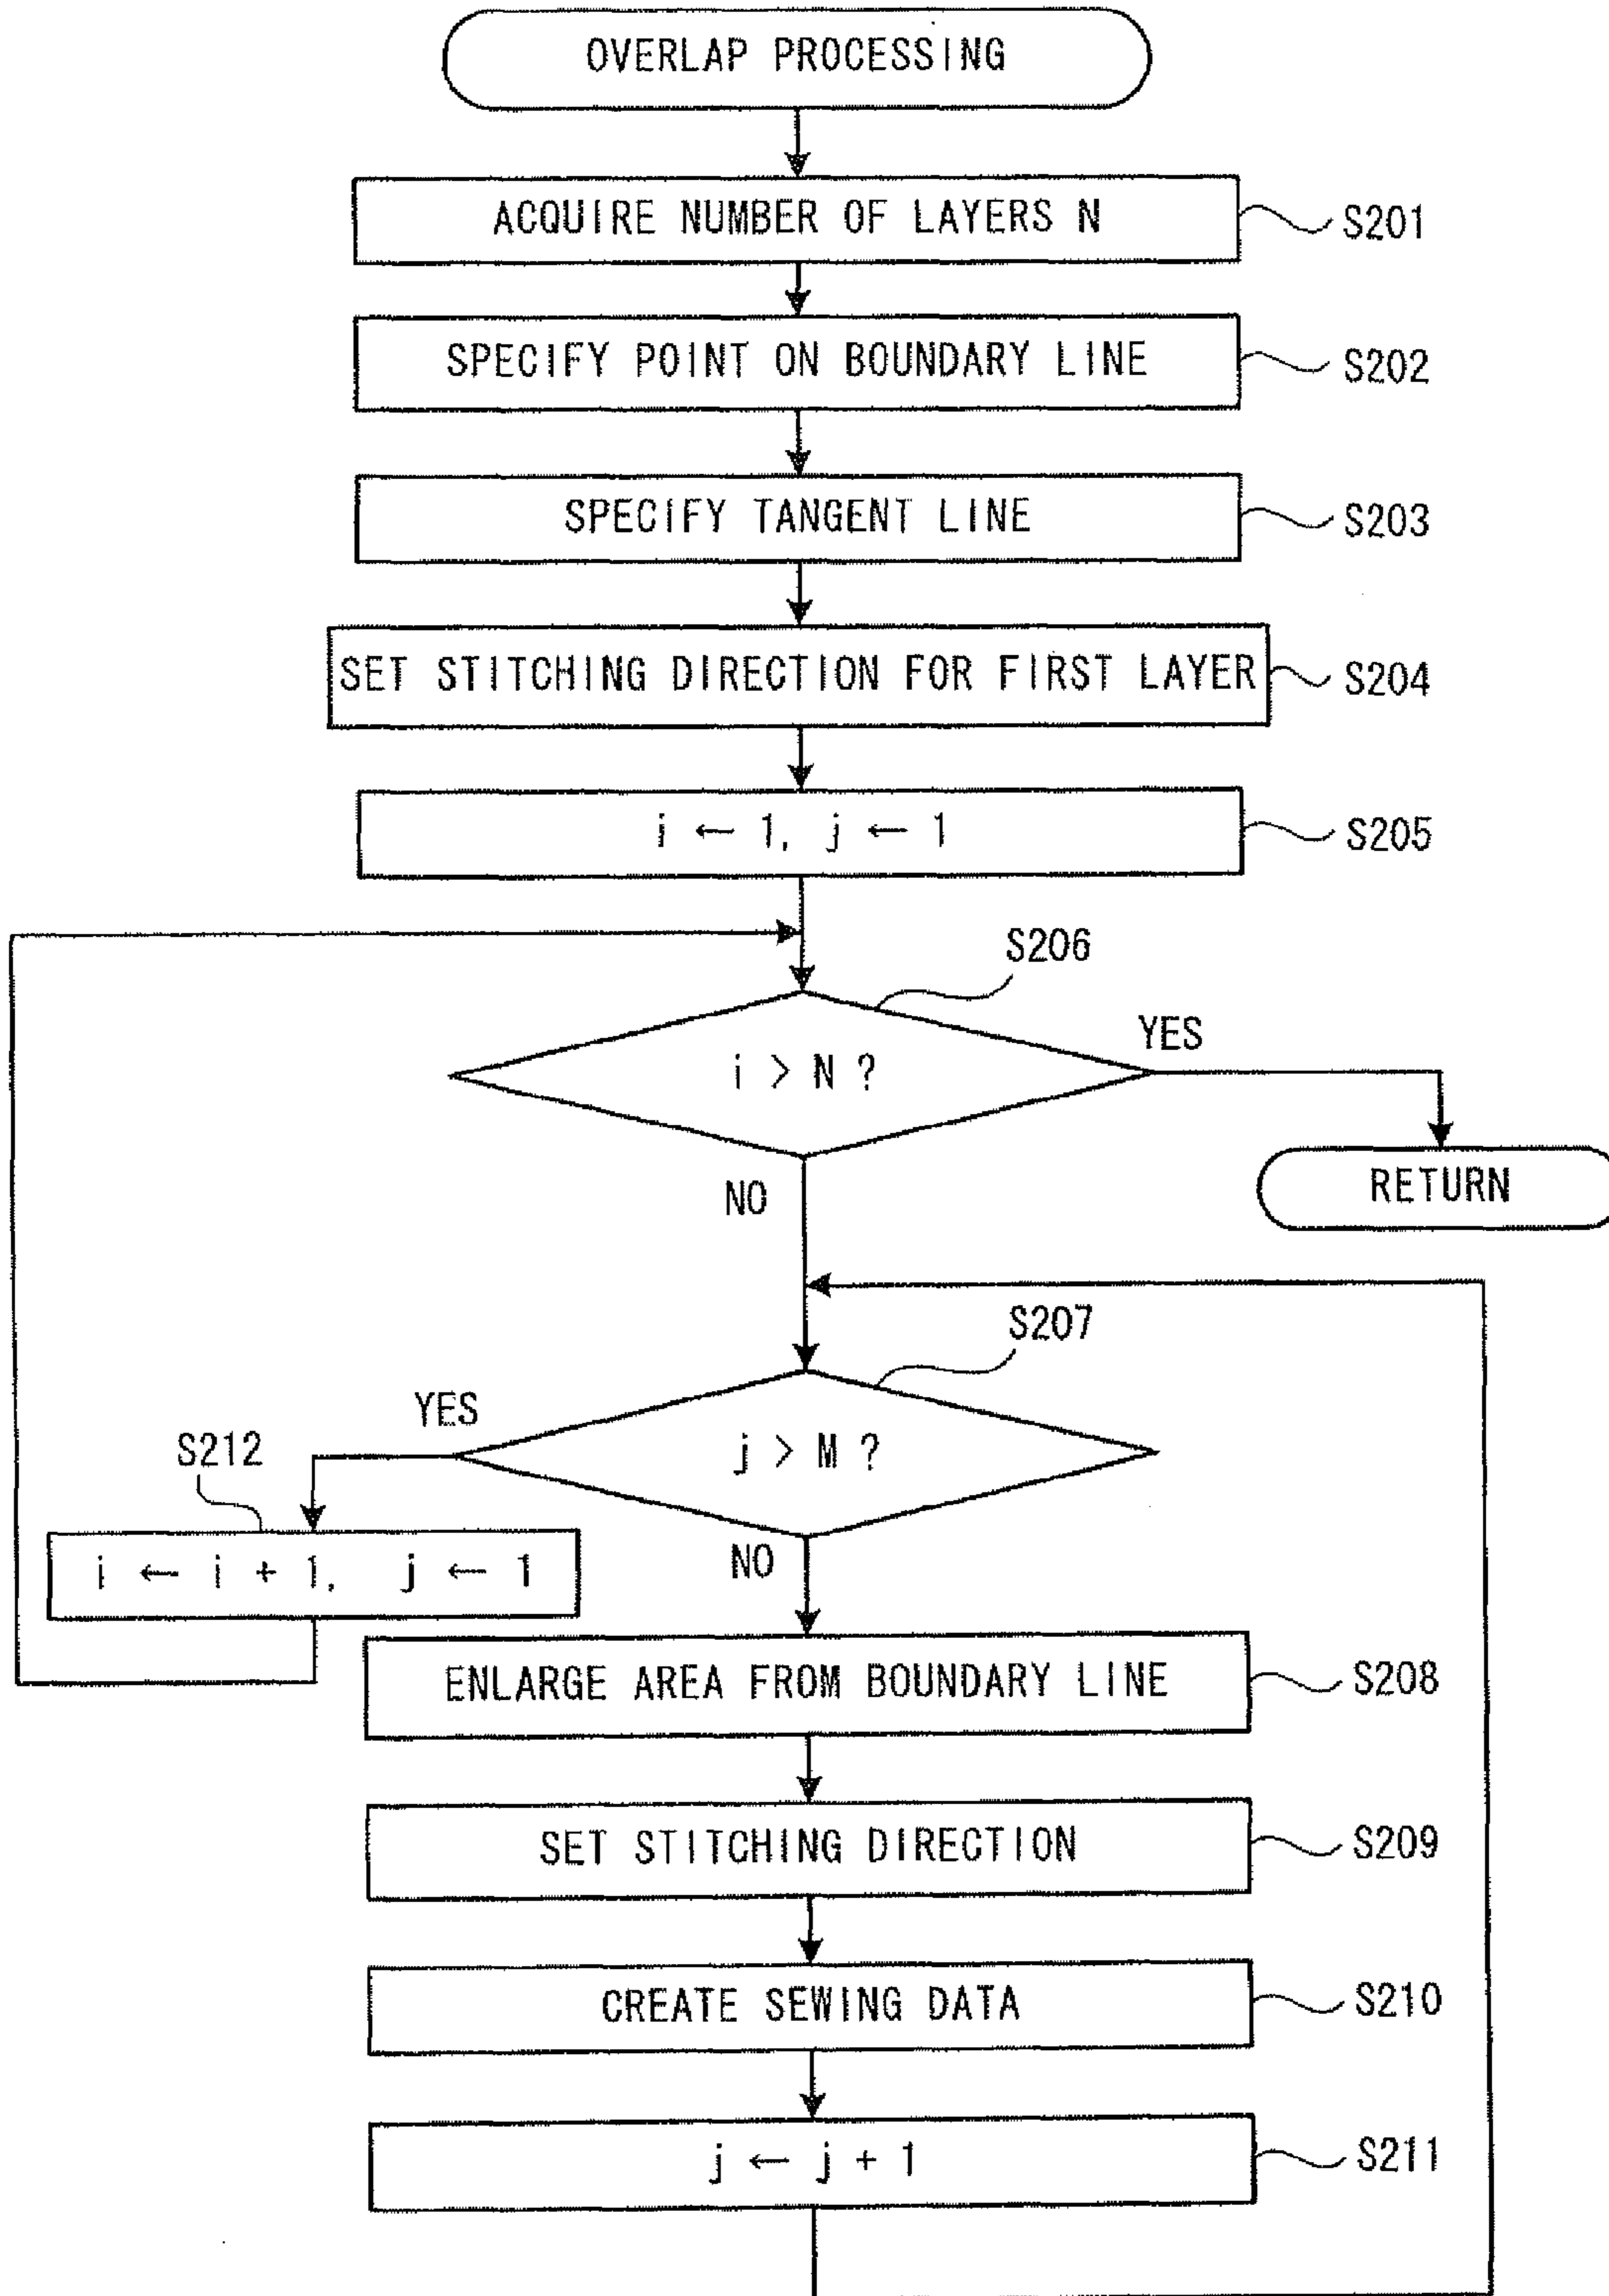 OVERLAP PROCESSING
ACQUIRE NUMBER OF LAYERS N
S201
SPECIFY POINT ON BOUNDARY LINE
S202
SPECIFY TANGENT LINE
S203
SET STITCHING DIRECTION FOR FIRST LAYER
S204
i ← 1, j ← 1
S205
S206
i > N ?
YES
RETURN
NO
S207
j > M ?
YES
S212
i ← i + 1, j ← 1
NO
ENLARGE AREA FROM BOUNDARY LINE
S208
SET STITCHING DIRECTION
S209
CREATE SEWING DATA
S210
j ← j + 1
S211